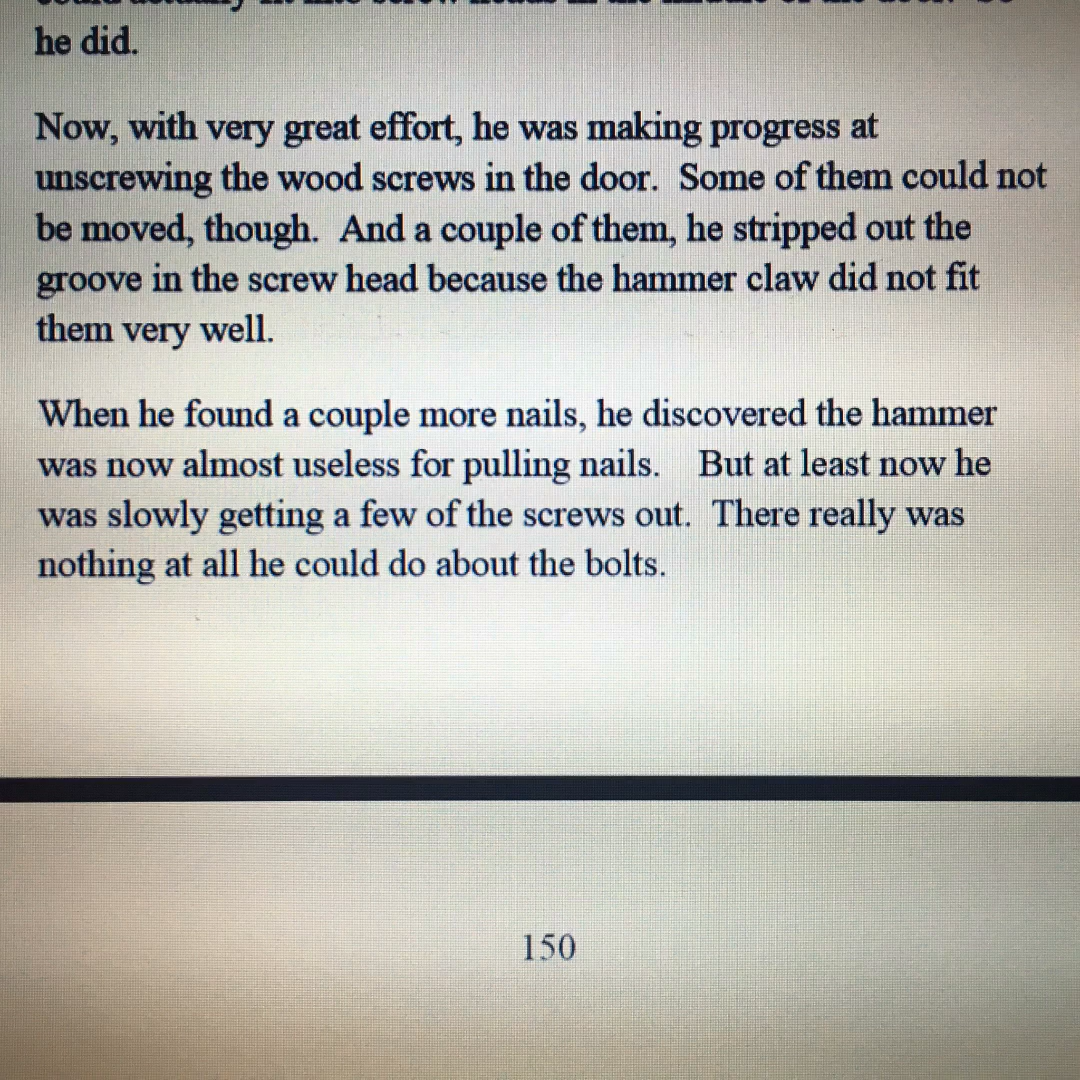 he did.
Now, with very great effort, he was making progress at
unscrewing the wood screws in the door.  Some of them could not
be moved, though.  And a couple of them, he stripped out the
groove in the screw head because the hammer claw did not fit
them very well.
When he found a couple more nails, he discovered the hammer
was now almost useless for pulling nails.    But at least now he
was slowly getting a few of the screws out.  There really was
nothing at all he could do about the bolts.
150